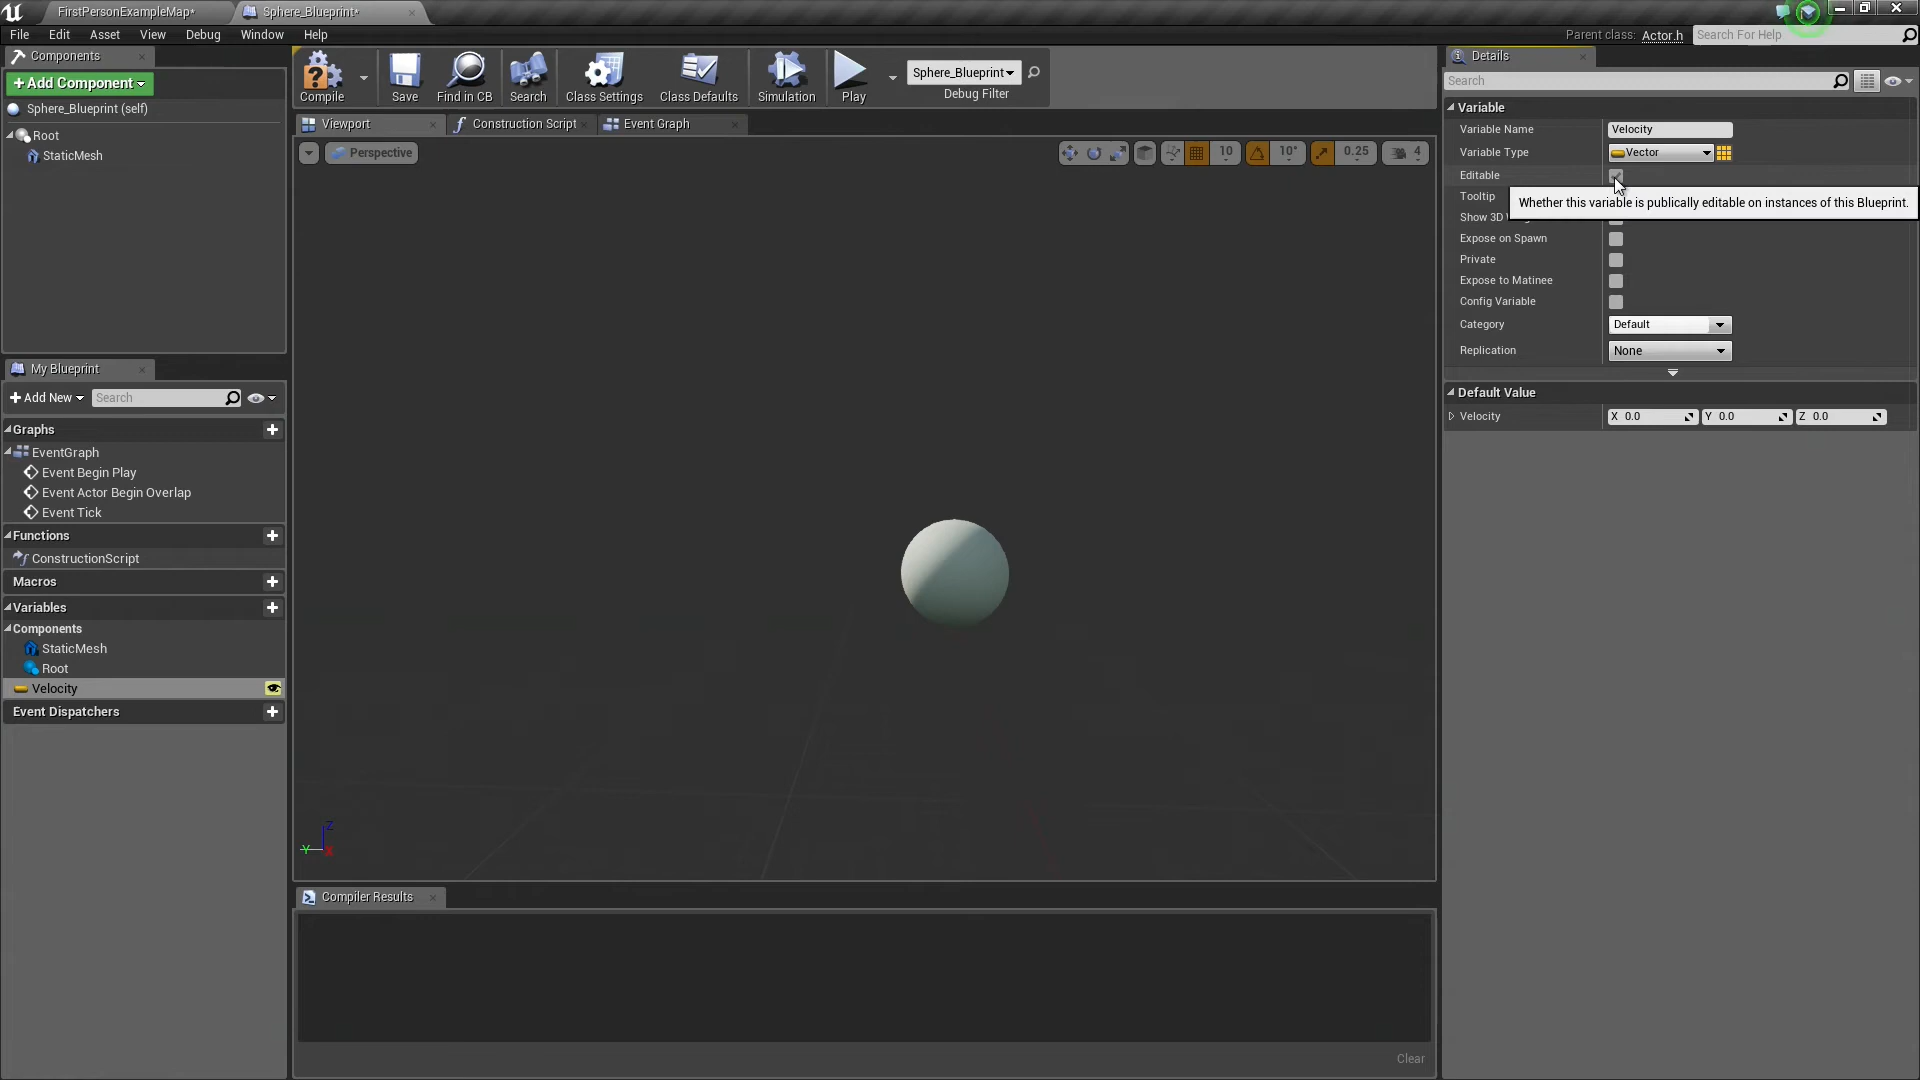 FirstPersonExampleMap*
Sphere_Blueprint*
File Edit Asset View Debug Window Help
Parent class: Actor.h
Search For Help
Components
+Add Component
Sphere_Blueprint (self)
Root
StaticMesh
Compile
Save
Find in CB
Search
Class Settings
Class Defaults
Simulation
Play
Sphere_Blueprint
Debug Filter
Viewport
Construction Script
Event Graph
Perspective
10
10°
0.25
4
X
Y
Z
My Blueprint
+Add New
Search
Graphs
EventGraph
Event Begin Play
Event Actor Begin Overlap
Event Tick
Functions
ConstructionScript
Macros
Variables
Components
StaticMesh
Root
Velocity
Event Dispatchers
Compiler Results
Clear
Details
Search
Variable
Variable Name Velocity
Variable Type Vector
Editable
Tooltip
Whether this variable is publically editable on instances of this Blueprint.
Show 3D
Expose on Spawn
Private
Expose to Matinee
Config Variable
Category Default
Replication None
Default Value
Velocity X 0.0 Y 0.0 Z 0.0